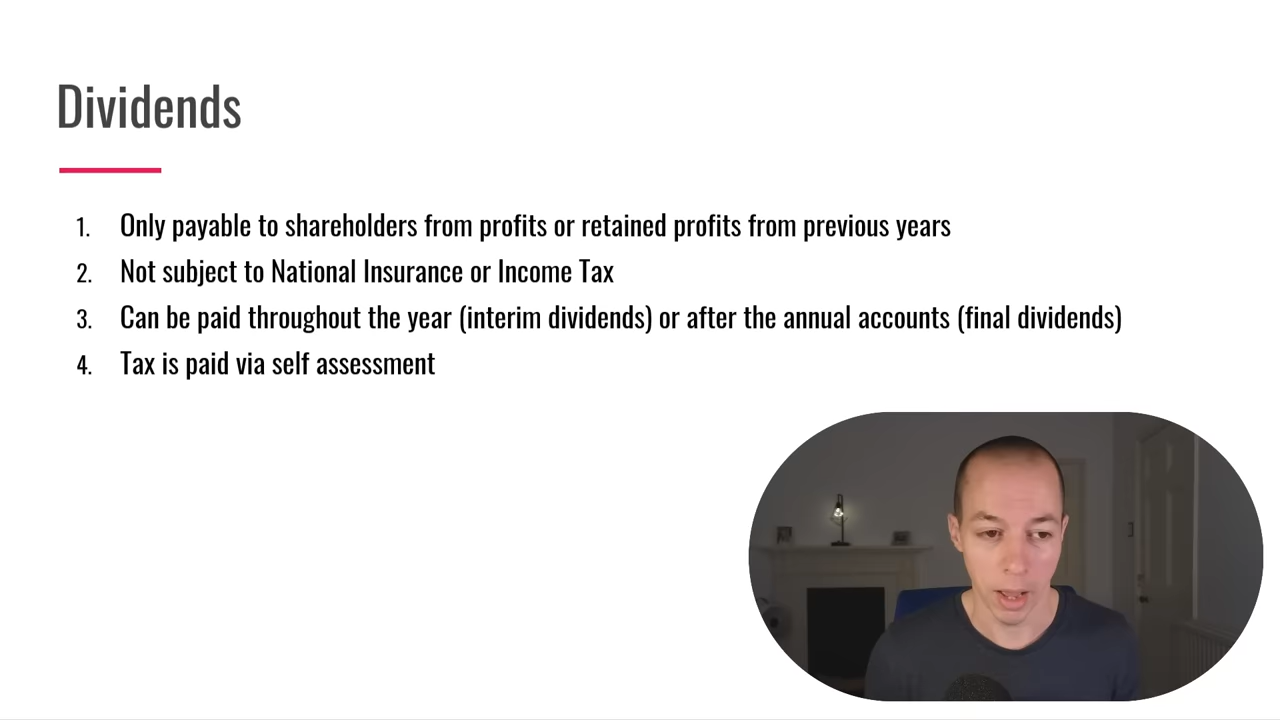 Dividends
1. Only payable to shareholders from profits or retained profits from previous years
2. Not subject to National Insurance or Income Tax
3. Can be paid throughout the year (interim dividends) or after the annual accounts (final dividends)
4. Tax is paid via self assessment